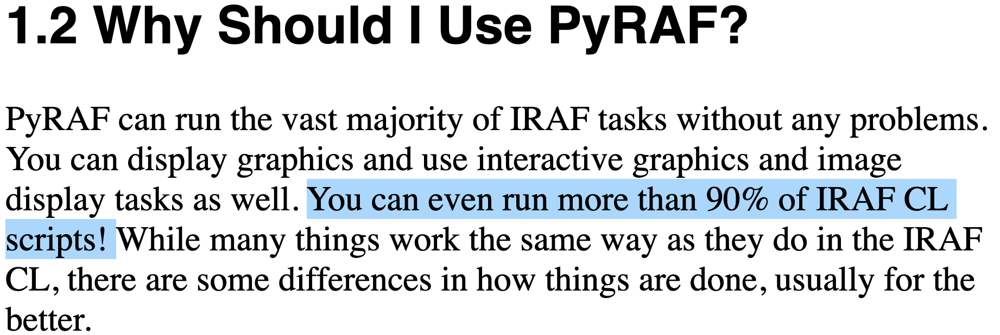 1.2 Why Should I Use PyRAF?
PyRAF can run the vast majority of IRAF tasks without any problems.
You can display graphics and use interactive graphics and image
display tasks as well. You can even run more than 90% of IRAF CL
scripts! While many things work the same way as they do in the IRAF
CL, there are some differences in how things are done, usually for the
better.